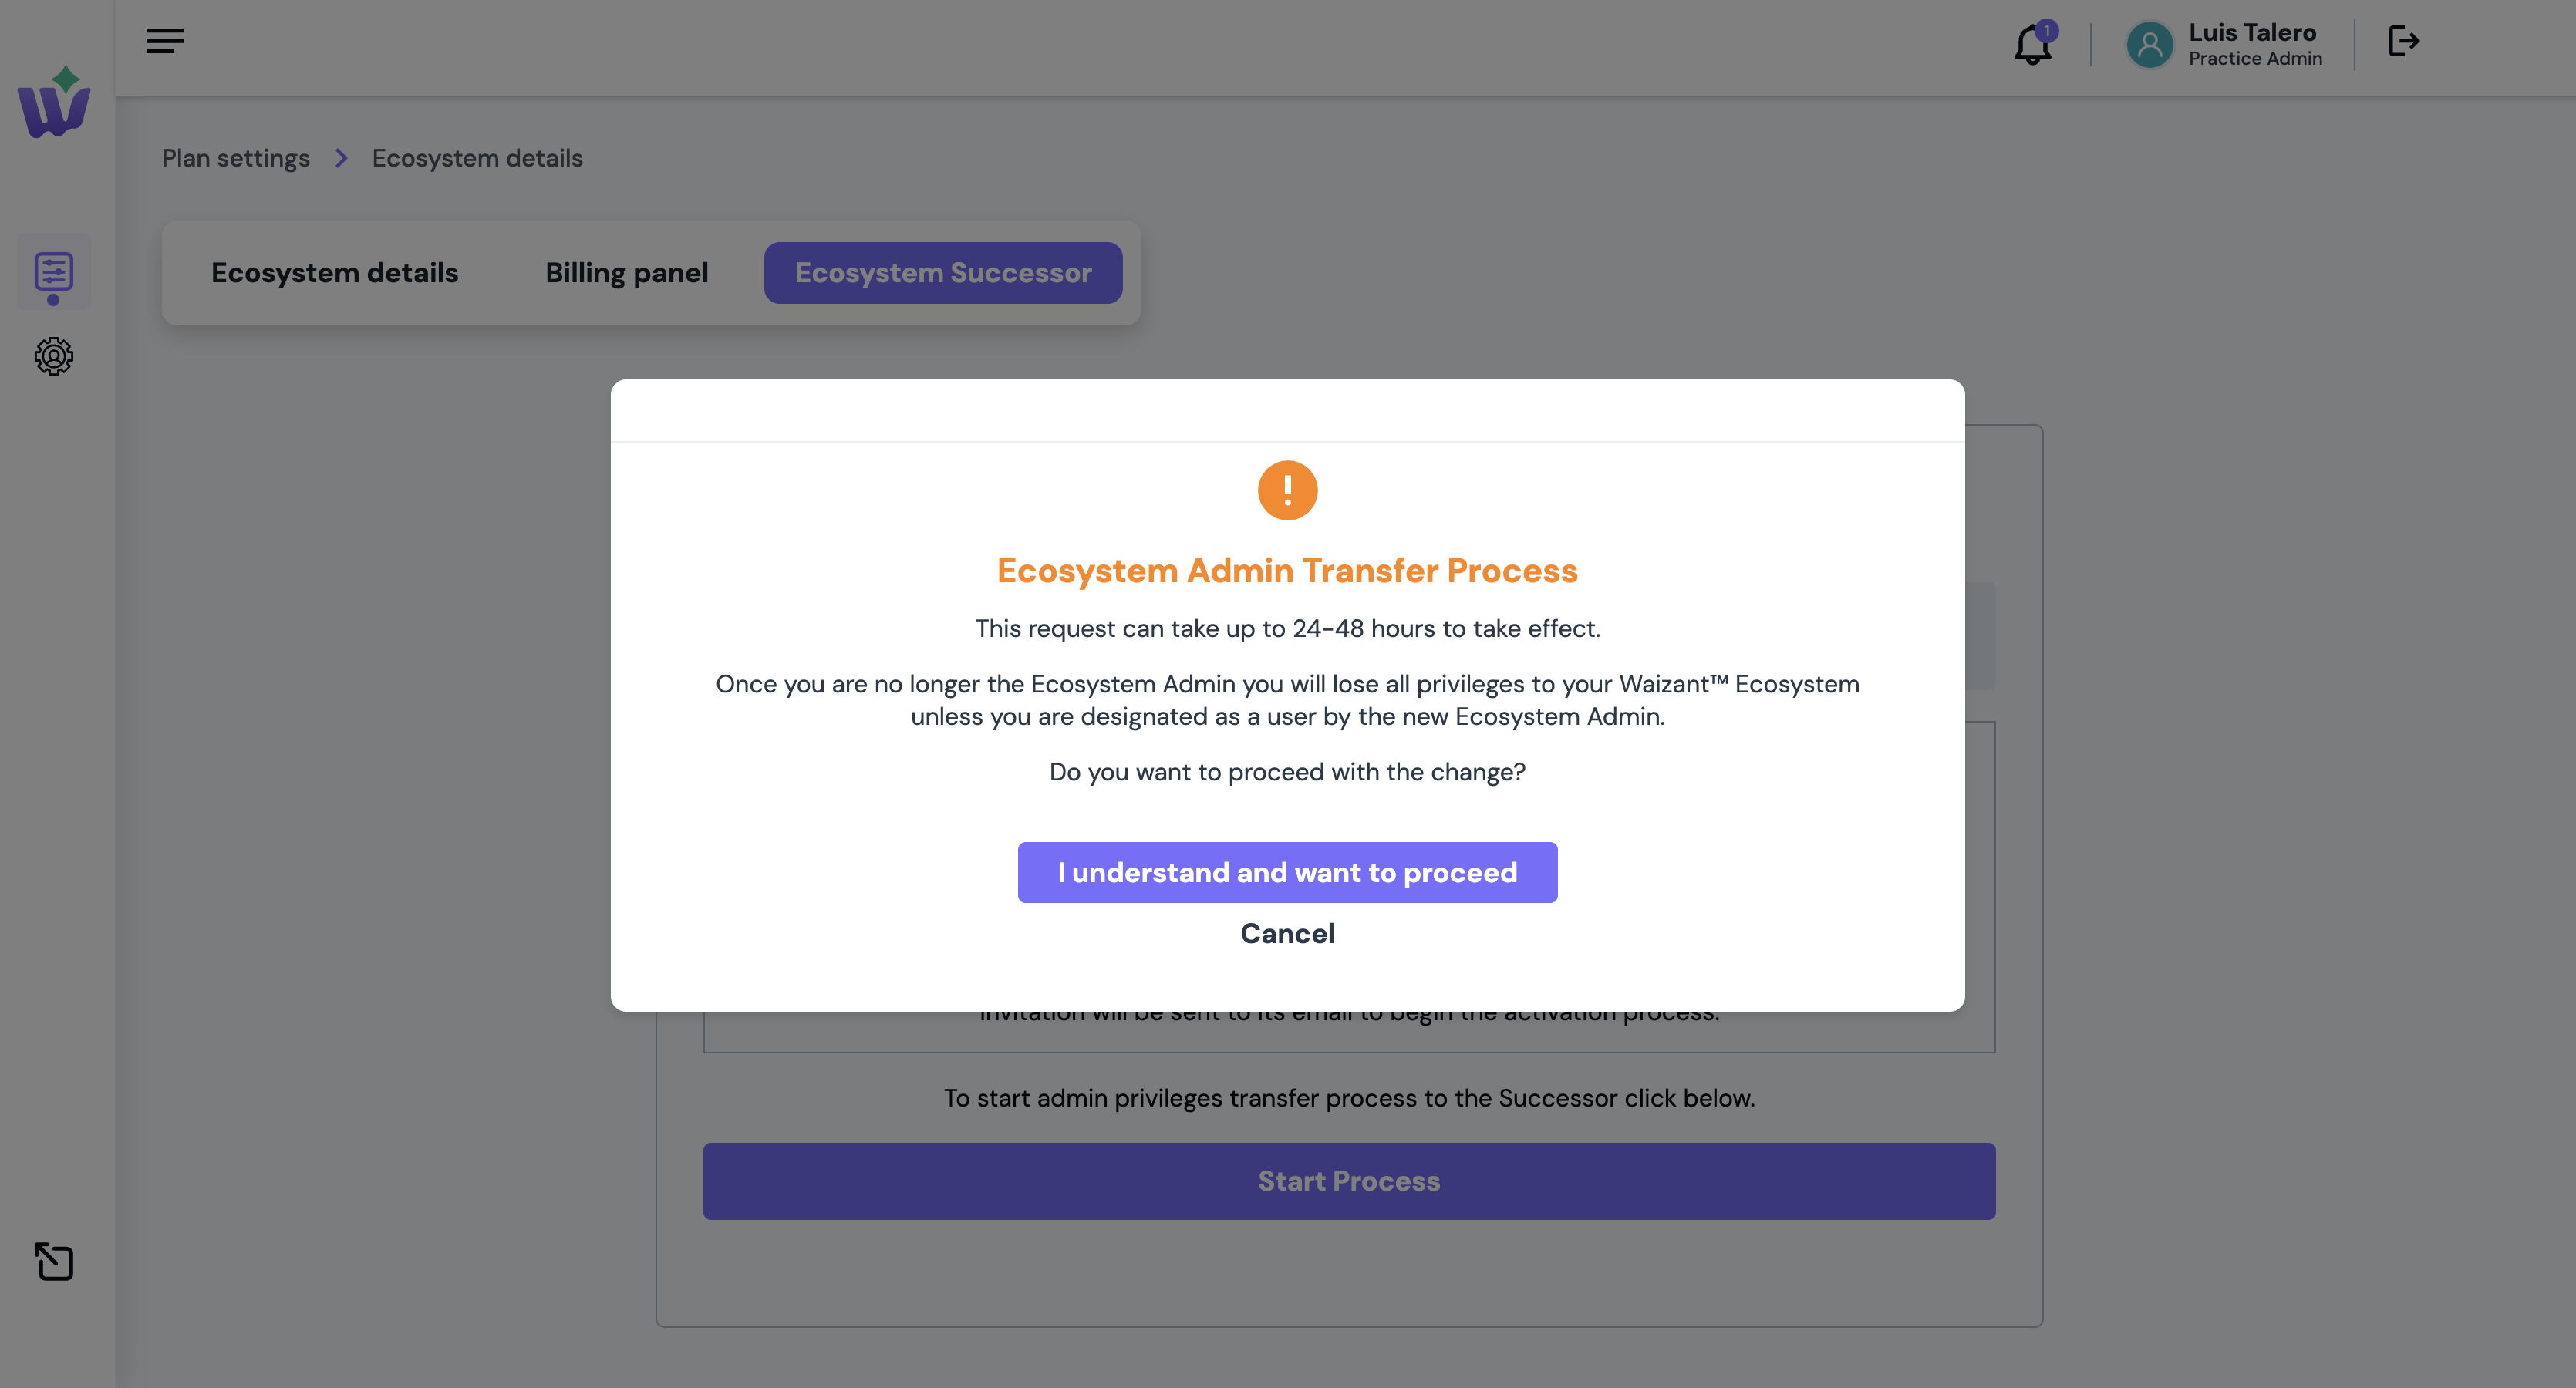 1
Luis Talero
Practice Admin
Plan settings
Ecosystem details
Ecosystem details
Billing panel
Ecosystem Successor
!
Ecosystem Admin Transfer Process
This request can take up to 24-48 hours to take effect.
Once you are no longer the Ecosystem Admin you will lose all privileges to your Waizant™ Ecosystem
unless you are designated as a user by the new Ecosystem Admin.
Do you want to proceed with the change?
I understand and want to proceed
Cancel
invitation will be sent to its email to begin the activation process.
To start admin privileges transfer process to the Successor click below.
Start Process